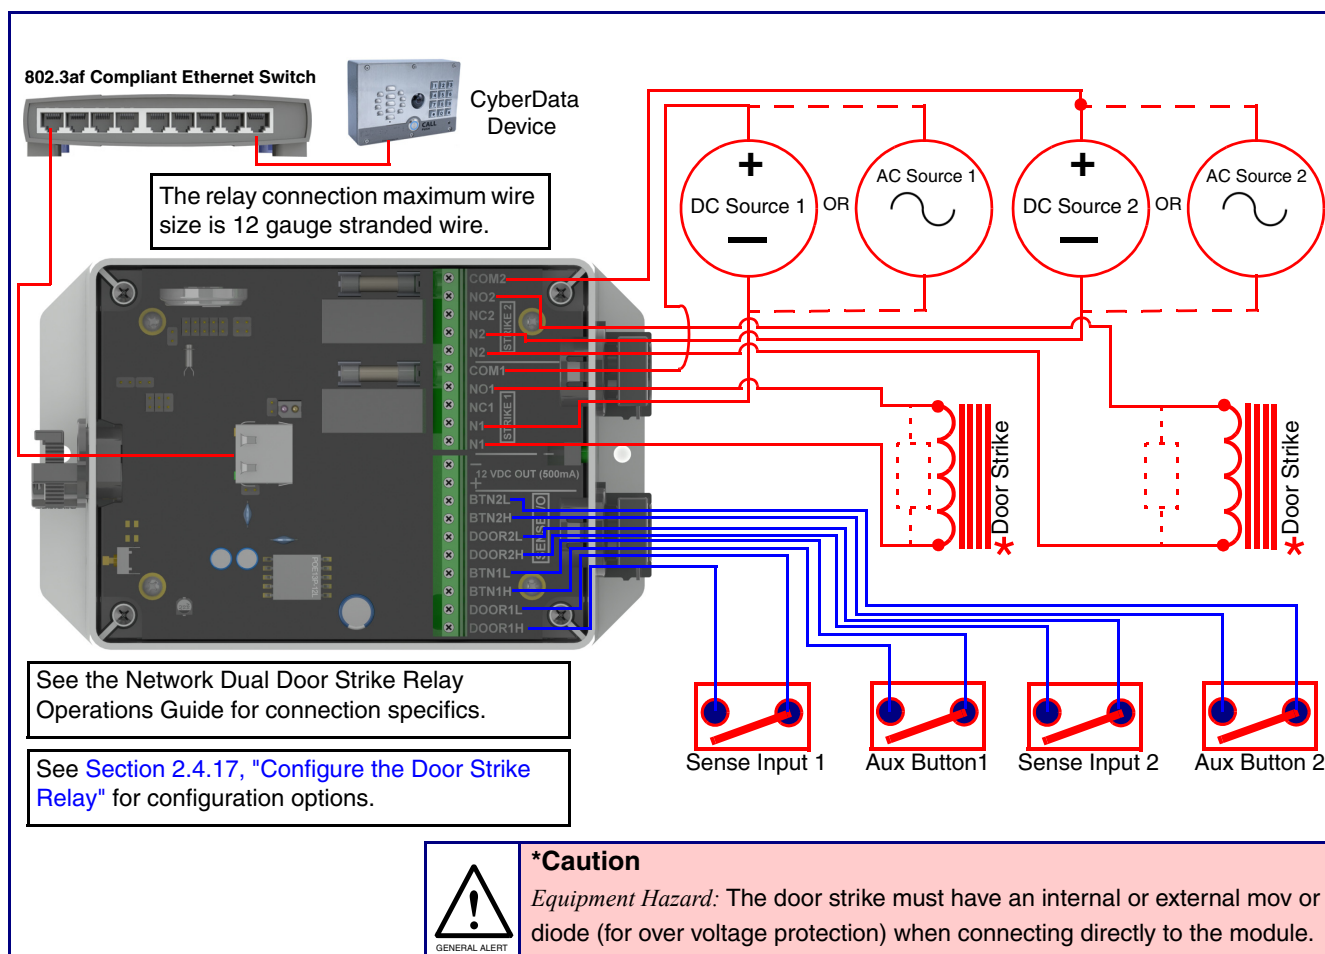 802.3af Compliant Ethernet Switch
CyberData
Device
CALL
The relay connection maximum wire
size is 12 gauge stranded wire.
+
DC Source 1
OR
AC Source 1
+
DC Source 2
OR
AC Source 2
COM2
NO2
NC2
N2
N2
STRIKE 2
COM1
NO1
NC1
N1
N1
STRIKE 1
−
12 VDC OUT (500mA)
+
BTN2L
BTN2H
DOOR2L
DOOR2H
BTN1L
BTN1H
DOOR1L
DOOR1H
*Door Strike
*Door Strike
Sense Input 1
Aux Button1
Sense Input 2
Aux Button 2
See the Network Dual Door Strike Relay
Operations Guide for connection specifics.
See Section 2.4.17, "Configure the Door Strike
Relay" for configuration options.
GENERAL ALERT
*Caution
Equipment Hazard: The door strike must have an internal or external mov or
diode (for over voltage protection) when connecting directly to the module.